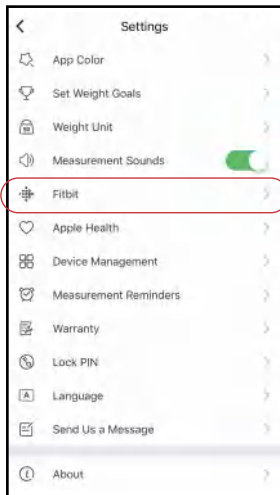 Settings
App Color
Set Weight Goals
Weight Unit
Measurement Sounds
Fitbit
Apple Health
Device Management
Measurement Reminders
Warranty
Lock PIN
Language
Send Us a Message
About